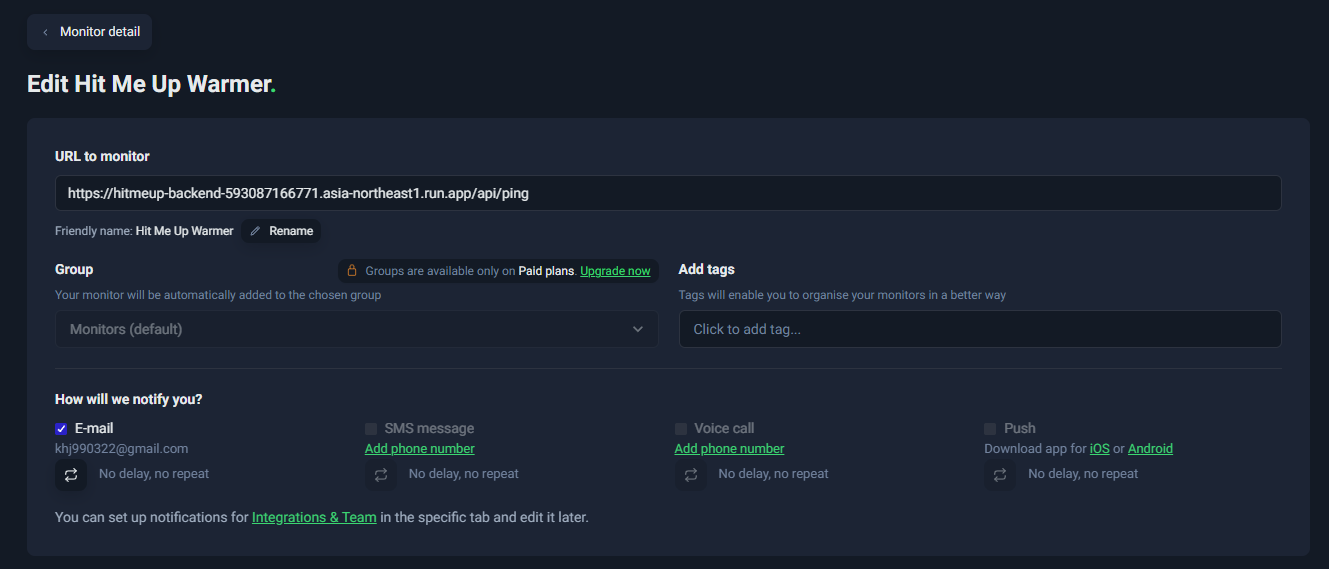 Monitor detail
Edit Hit Me Up Warmer.
URL to monitor
https://hitmeup-backend-593087166771.asia-northeast1.run.app/api/ping
Friendly name: Hit Me Up Warmer Rename
Group
Groups are available only on Paid plans. Upgrade now
Your monitor will be automatically added to the chosen group
Monitors (default)
Add tags
Tags will enable you to organise your monitors in a better way
Click to add tag...
How will we notify you?
E-mail
khj990322@gmail.com
No delay, no repeat
SMS message
Add phone number
No delay, no repeat
Voice call
Add phone number
No delay, no repeat
Push
Download app for iOS or Android
No delay, no repeat
You can set up notifications for Integrations & Team in the specific tab and edit it later.